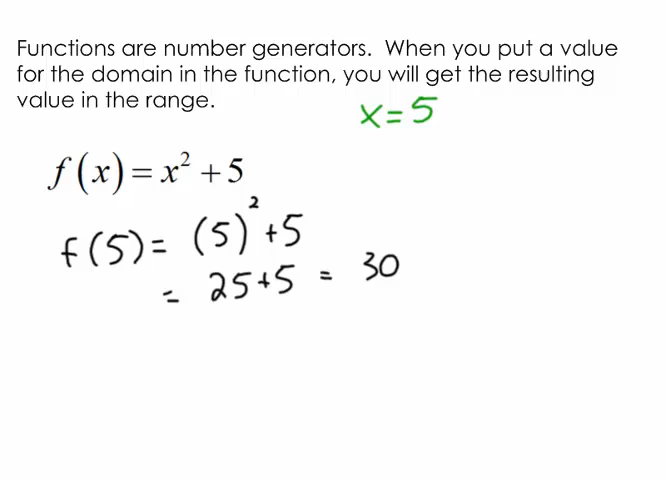 Functions are number generators.  When you put a value
for the domain in the function, you will get the resulting
value in the range.
x=5
f(x)=x²+5
f(5)= (5)²+5
= 25+5 = 30